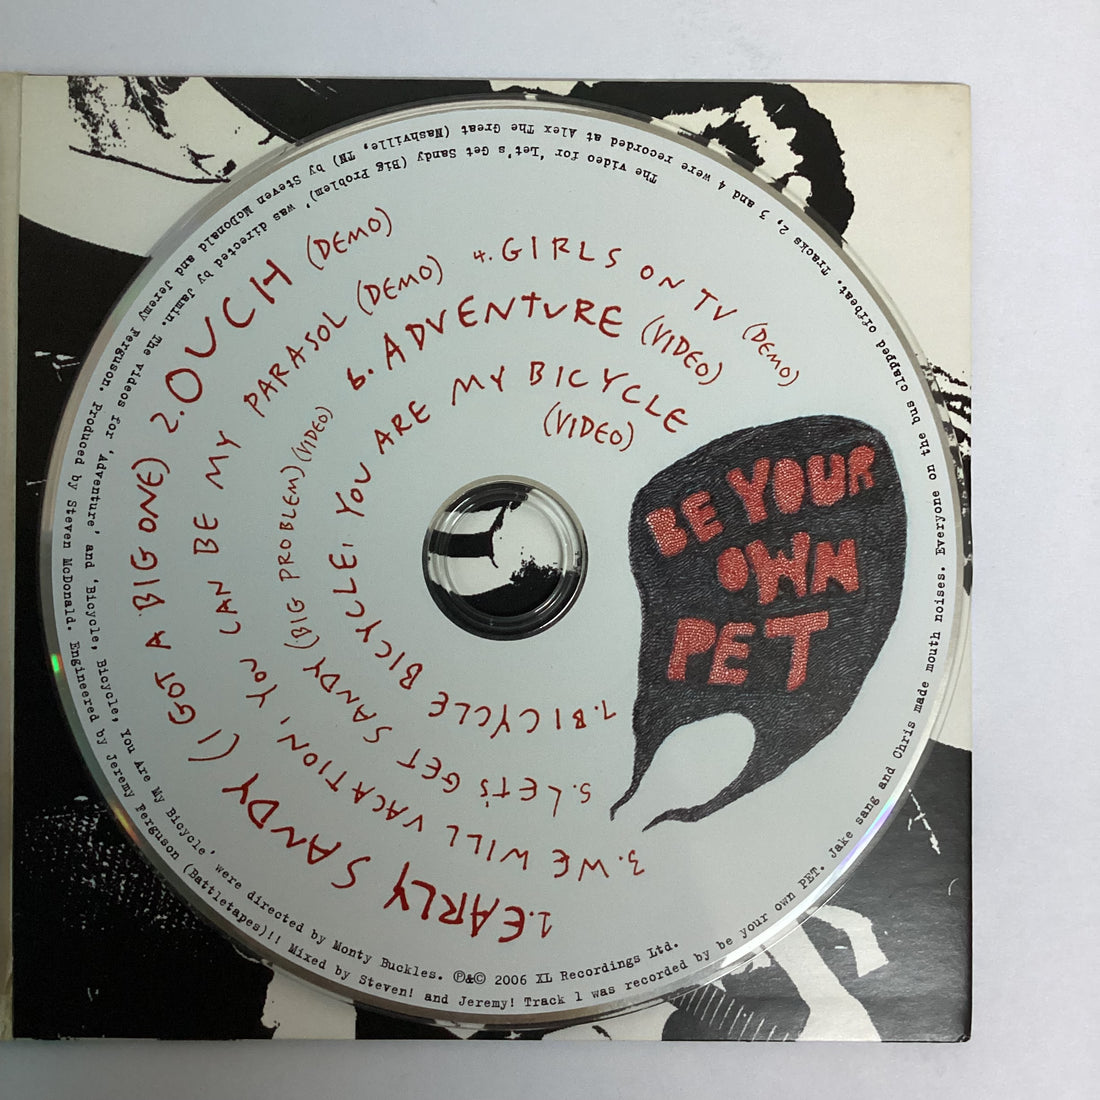 BE YOUR
OWN
PET
1. EARLY SANDY (I GOT A BIG ONE)
2. OUCH (DEMO)
3. WE WILL VACATION, YOU CAN BE MY PARASOL (DEMO)
4. GIRLS ON TV (DEMO)
5. LET'S GET SANDY (BIG PROBLEM) (VIDEO)
6. ADVENTURE (VIDEO)
7. BICYCLE BICYCLE, YOU ARE MY BICYCLE (VIDEO)
Track 1 was recorded by be your own PET. Jake sang and Chris made mouth noises. Everyone on the bus clapped offbeat. Tracks 2, 3 and 4 were recorded at Alex The Great (Nashville, TN) by Steven McDonald and Jeremy Ferguson. Produced by Steven McDonald. Engineered by Jeremy Ferguson (Battletapes)!! Mixed by Steven! and Jeremy!
The video for 'Let's Get Sandy (Big Problem)' was directed by Jamin. The videos for, 'Adventure' and 'Bicycle, Bicycle, You Are My Bicycle' were directed by Monty Buckles. ℗&© 2006 XL Recordings Ltd.